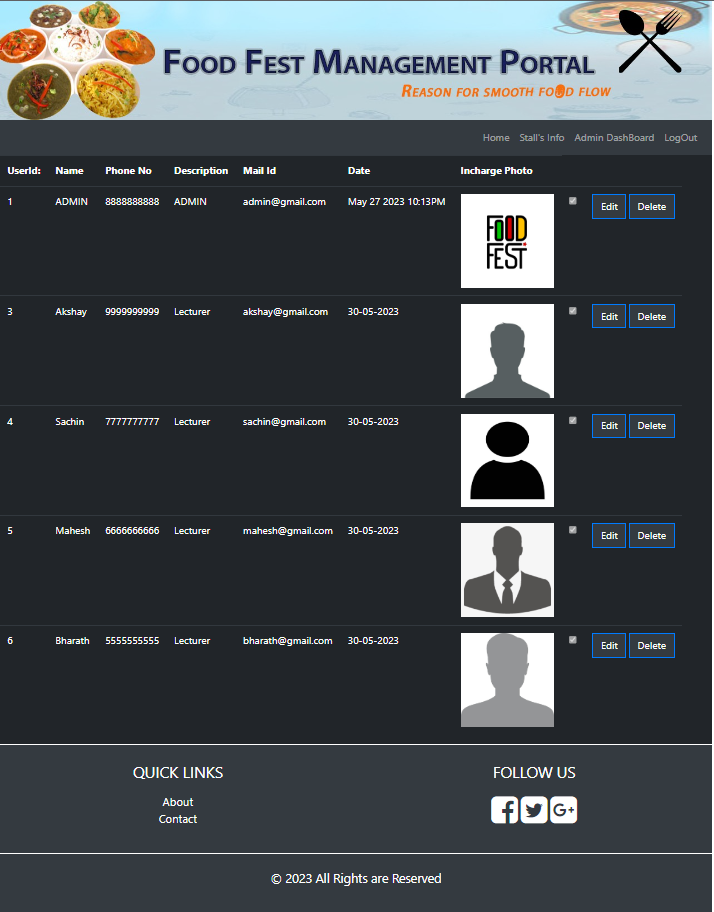 FOOD FEST MANAGEMENT PORTAL
REASON FOR SMOOTH FOOD FLOW
Home Stall's Info Admin DashBoard LogOut
UserId: Name Phone No Description Mail Id Date Incharge Photo
1 ADMIN 8888888888 ADMIN admin@gmail.com May 27 2023 10:13PM Edit Delete
FOOD
FEST
3 Akshay 9999999999 Lecturer akshay@gmail.com 30-05-2023 Edit Delete
4 Sachin 7777777777 Lecturer sachin@gmail.com 30-05-2023 Edit Delete
5 Mahesh 6666666666 Lecturer mahesh@gmail.com 30-05-2023 Edit Delete
6 Bharath 5555555555 Lecturer bharath@gmail.com 30-05-2023 Edit Delete
QUICK LINKS FOLLOW US
About
Contact
© 2023 All Rights are Reserved